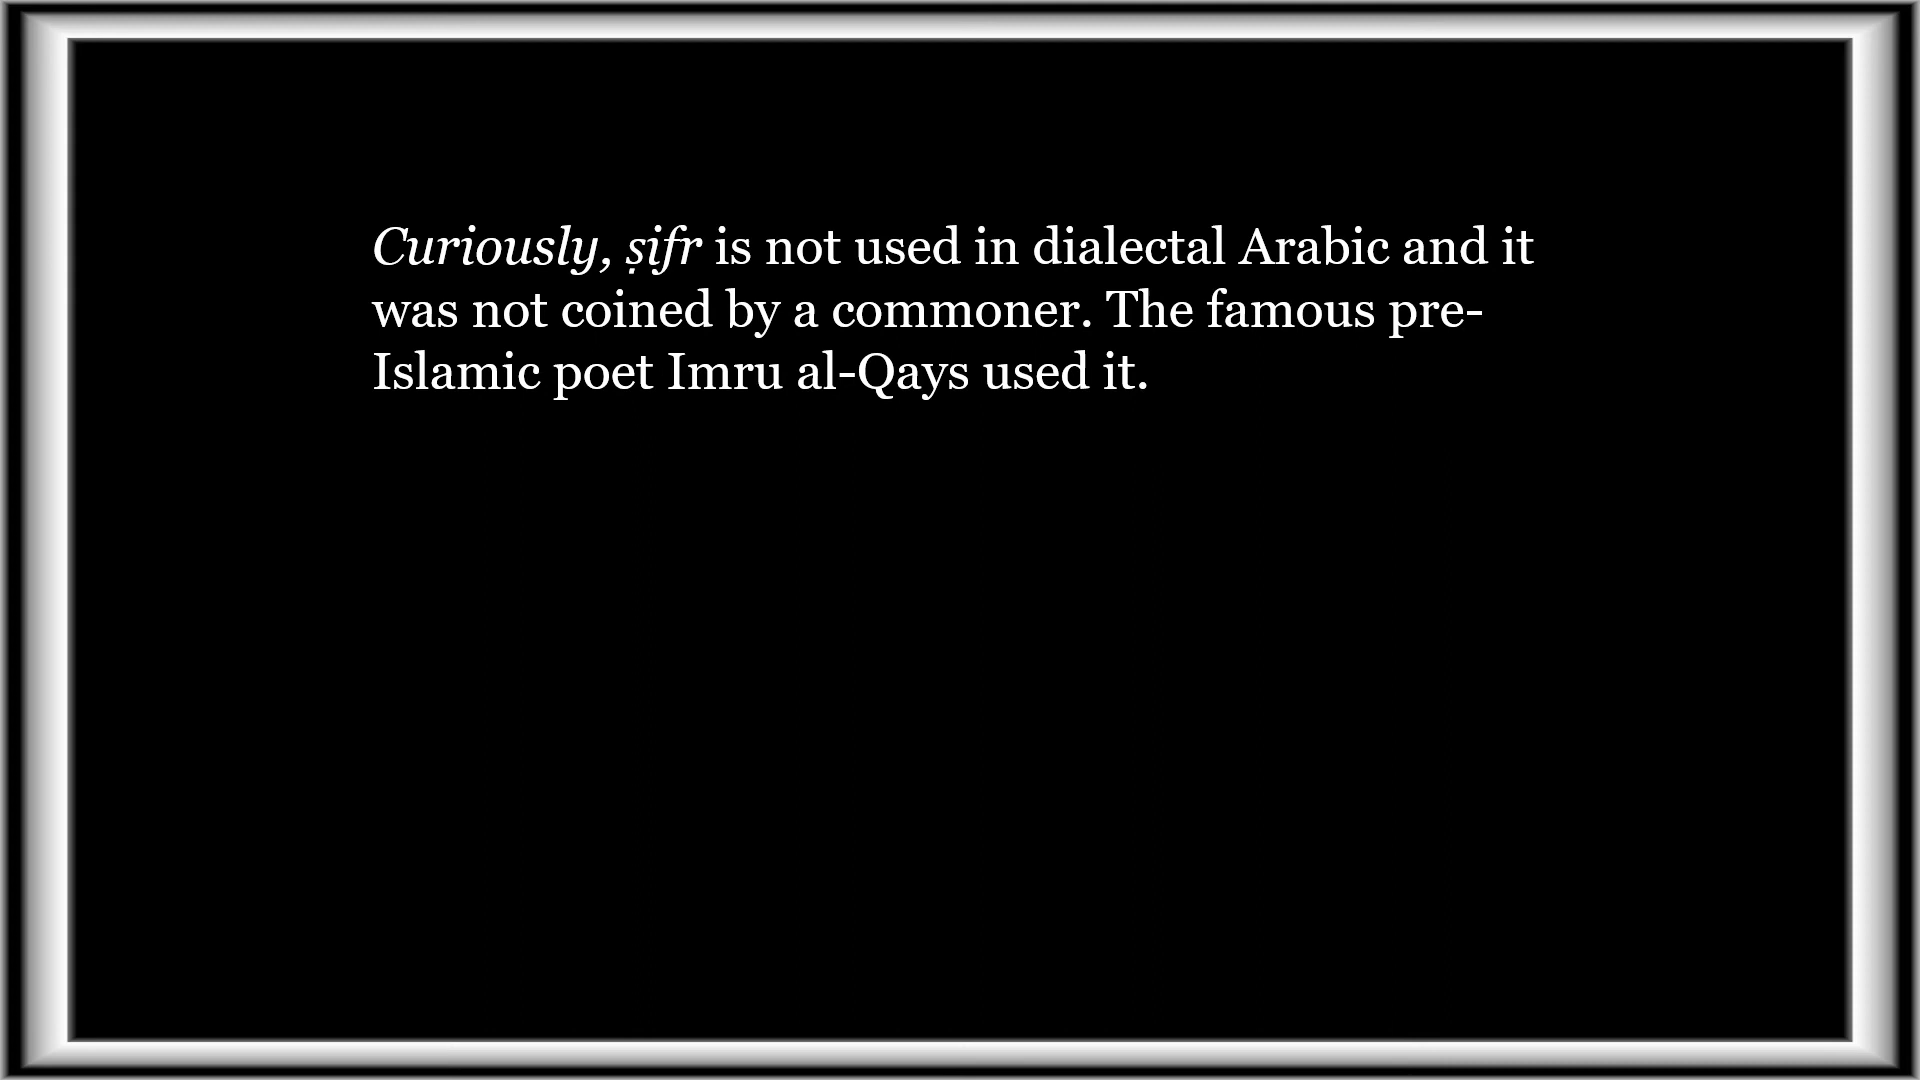 Curiously, ṣifr is not used in dialectal Arabic and it
was not coined by a commoner. The famous pre-
Islamic poet Imru al-Qays used it.